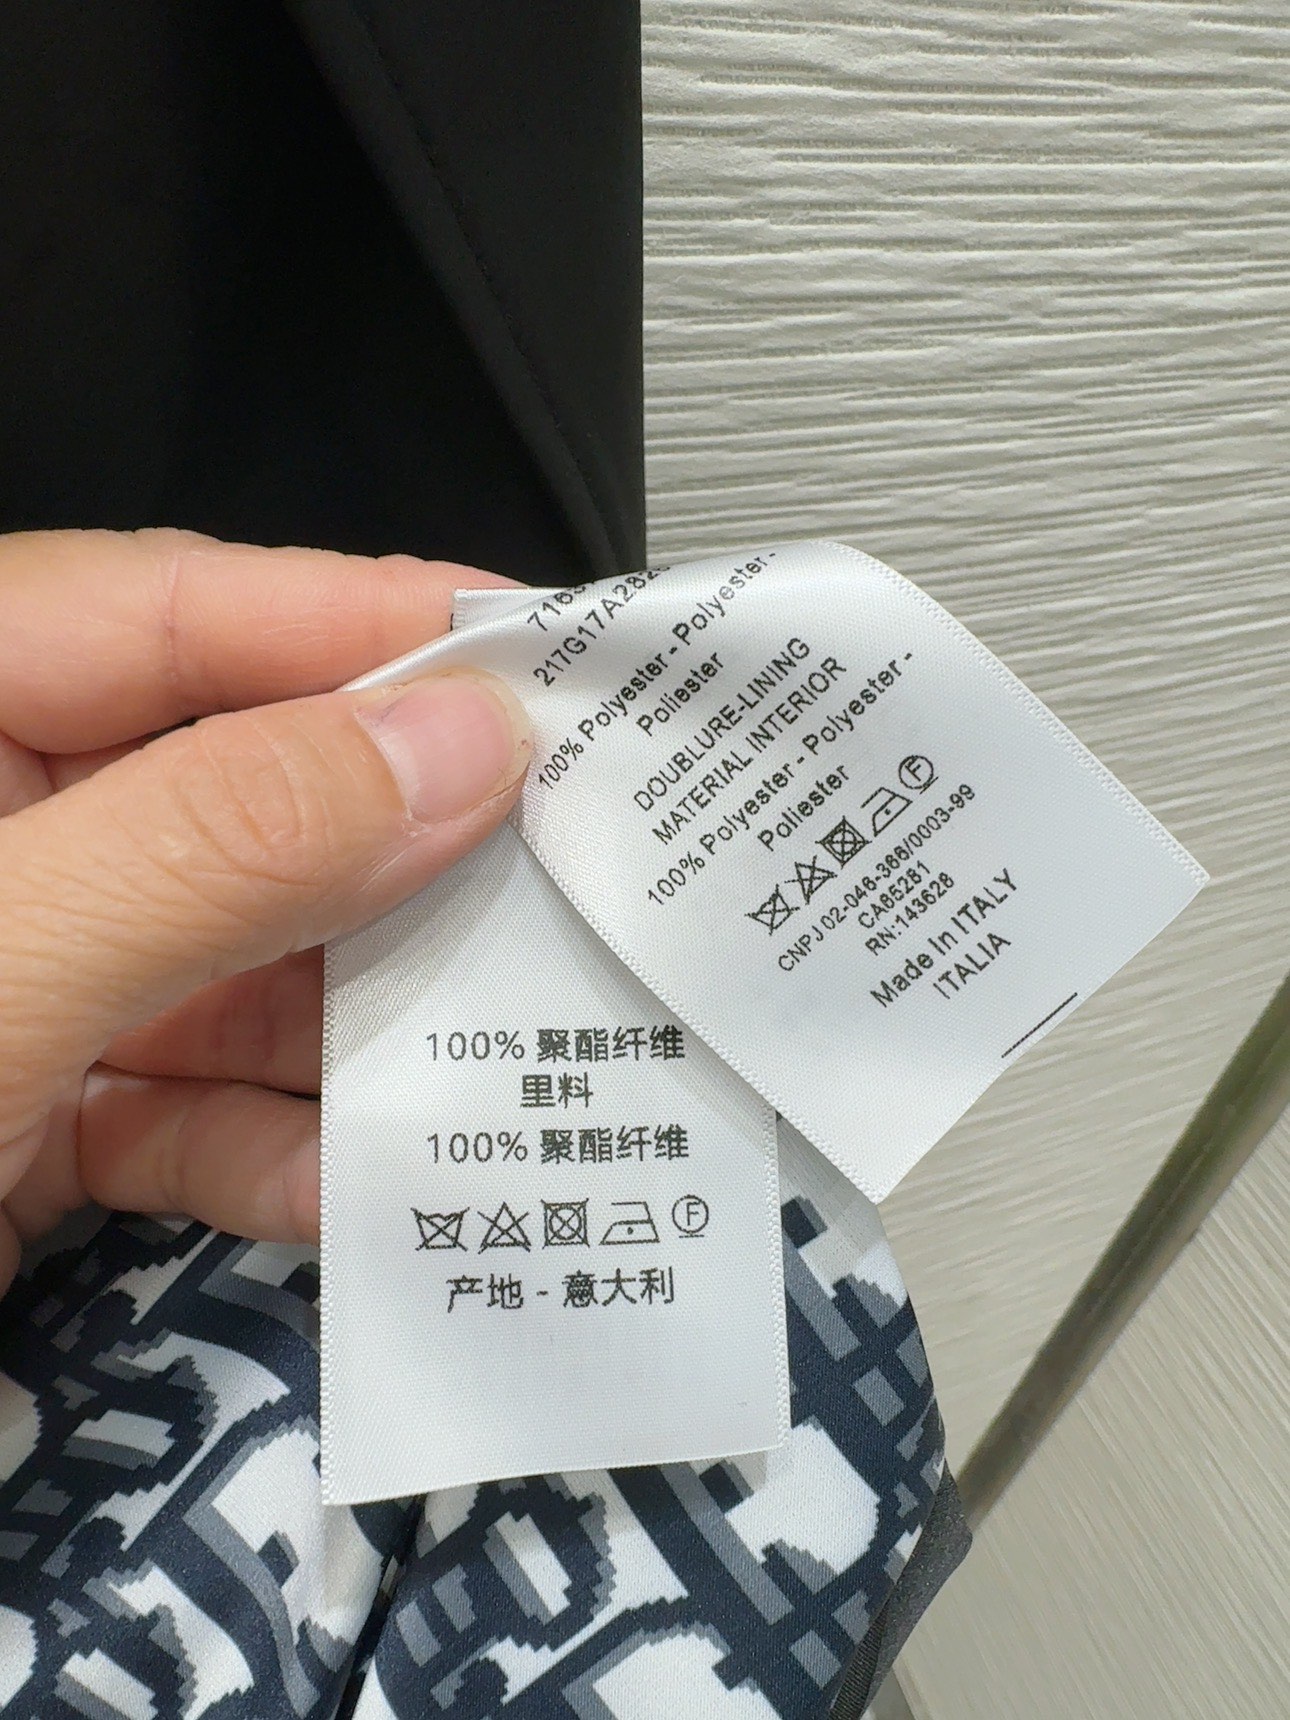 217G17A282
100% Polyester - Polyester -
Poliester
DOUBLURE-LINING
MATERIAL INTERIOR
100% Polyester - Polyester -
Poliester
F
CNPJ 02-046-366/0003-99
CA65281
RN:143628
Made In ITALY
ITALIA
100% 聚酯纤维
里料
100% 聚酯纤维
F
产地 - 意大利